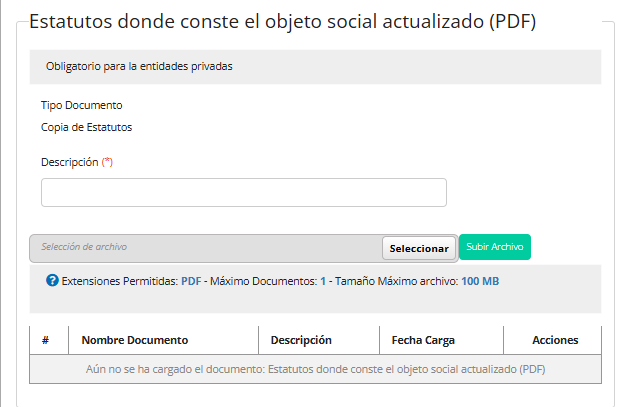 Estatutos donde conste el objeto social actualizado (PDF)
Obligatorio para la entidades privadas
Tipo Documento
Copia de Estatutos
Descripción (*)
Selección de archivo Seleccionar Subir Archivo
? Extensiones Permitidas: PDF - Máximo Documentos: 1 - Tamaño Máximo archivo: 100 MB
# Nombre Documento Descripción Fecha Carga Acciones
Aún no se ha cargado el documento: Estatutos donde conste el objeto social actualizado (PDF)